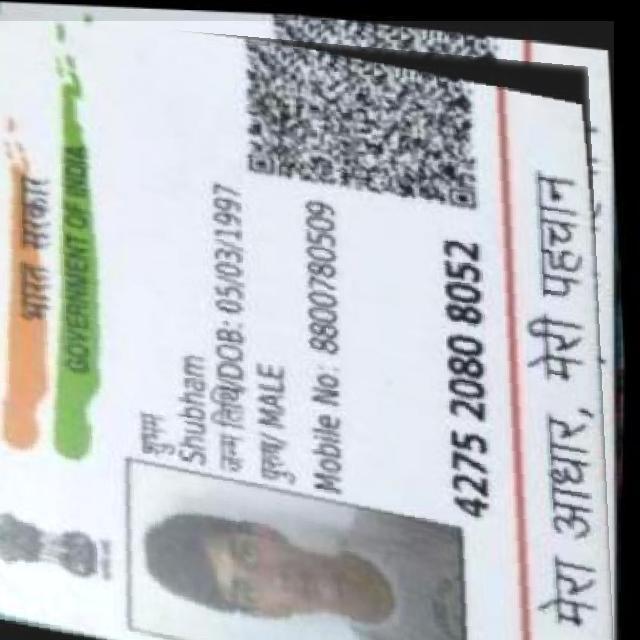 भारत सरकार
GOVERNMENT OF INDIA
शुभम
Shubham
जन्म तिथि/DOB: 05/03/1997
पुरुष/ MALE
Mobile No: 8800780509
4275 2080 8052
मेरा आधार, मेरी पहचान